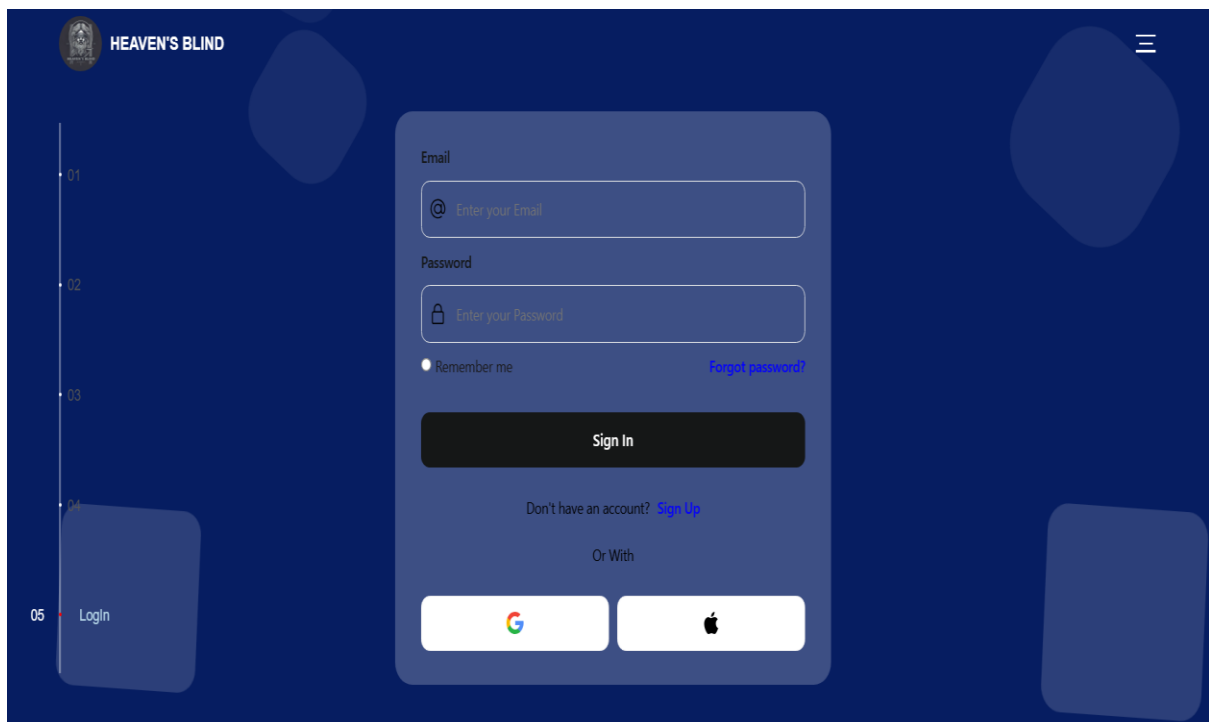 HEAVEN'S BLIND
01
02
03
04
05 LogIn
Email
@ Enter your Email
Password
Enter your Password
Remember me Forgot password?
Sign In
Don't have an account? Sign Up
Or With